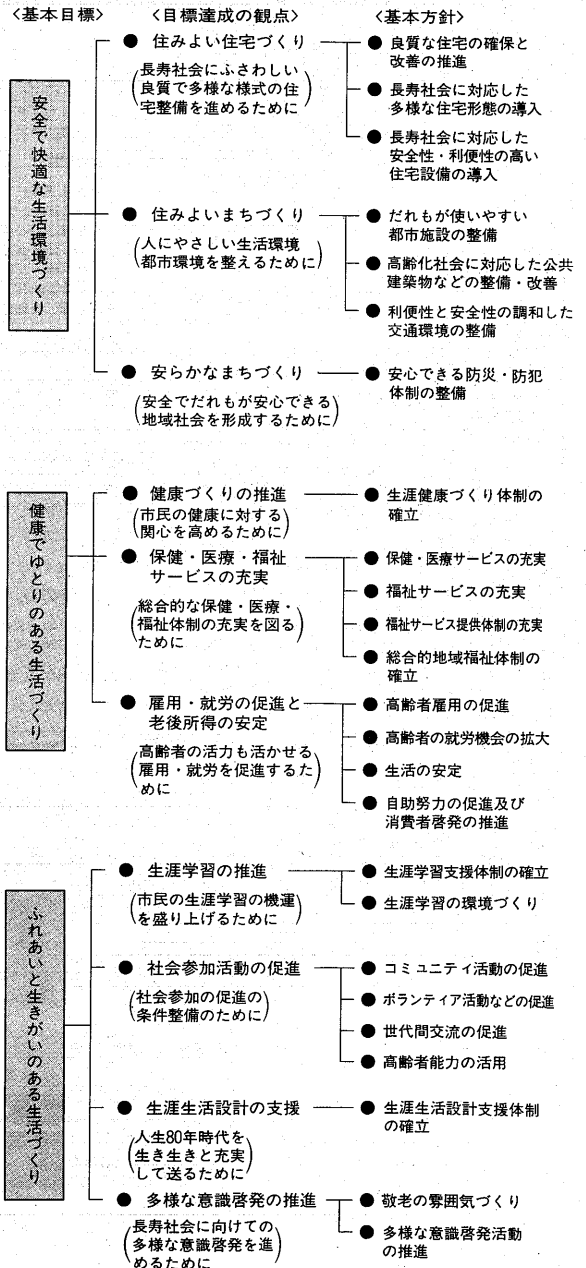 <基本目標>
<目標達成の観点>
<基本方針>
安全で快適な生活環境づくり
● 住みよい住宅づくり
(長寿社会にふさわしい
良質で多様な様式の住
宅整備を進めるために)
● 良質な住宅の確保と
改善の推進
● 長寿社会に対応した
多様な住宅形態の導入
● 長寿社会に対応した
安全性・利便性の高い
住宅設備の導入
● 住みよいまちづくり
(人にやさしい生活環境
都市環境を整えるために)
● だれもが使いやすい
都市施設の整備
● 高齢化社会に対応した公共
建築物などの整備・改善
● 利便性と安全性の調和した
交通環境の整備
● 安らかなまちづくり
(安全でだれもが安心できる
地域社会を形成するために)
● 安心できる防災・防犯
体制の整備
健康でゆとりのある生活づくり
● 健康づくりの推進
(市民の健康に対する
関心を高めるために)
● 生涯健康づくり体制の
確立
● 保健・医療・福祉
サービスの充実
(総合的な保健・医療・
福祉体制の充実を図る
ために)
● 保健・医療サービスの充実
● 福祉サービスの充実
● 福祉サービス提供体制の充実
● 総合的地域福祉体制の
確立
● 雇用・就労の促進と
老後所得の安定
(高齢者の活力も活かせる
雇用・就労を促進するた
めに)
● 高齢者雇用の促進
● 高齢者の就労機会の拡大
● 生活の安定
● 自助努力の促進及び
消費者啓発の推進
ふれあいと生きがいのある生活づくり
● 生涯学習の推進
(市民の生涯学習の機運
を盛り上げるために)
● 生涯学習支援体制の確立
● 生涯学習の環境づくり
● 社会参加活動の促進
(社会参加の促進の
条件整備のために)
● コミュニティ活動の促進
● ボランティア活動などの促進
● 世代間交流の促進
● 高齢者能力の活用
● 生涯生活設計の支援
(人生80年時代を
生き生きと充実
して送るために)
● 生涯生活設計支援体制
の確立
● 多様な意識啓発の推進
(長寿社会に向けての
多様な意識啓発を進
めるために)
● 敬老の雰囲気づくり
● 多様な意識啓発活動
の推進